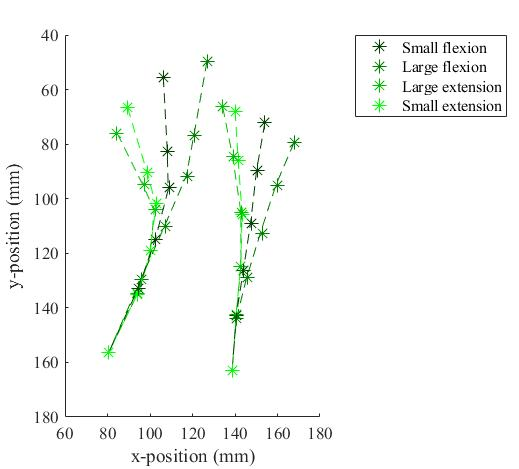 40
60
80
100
120
140
160
180
60
80
100
120
140
160
180
x-position (mm)
y-position (mm)
Small flexion
Large flexion
Large extension
Small extension